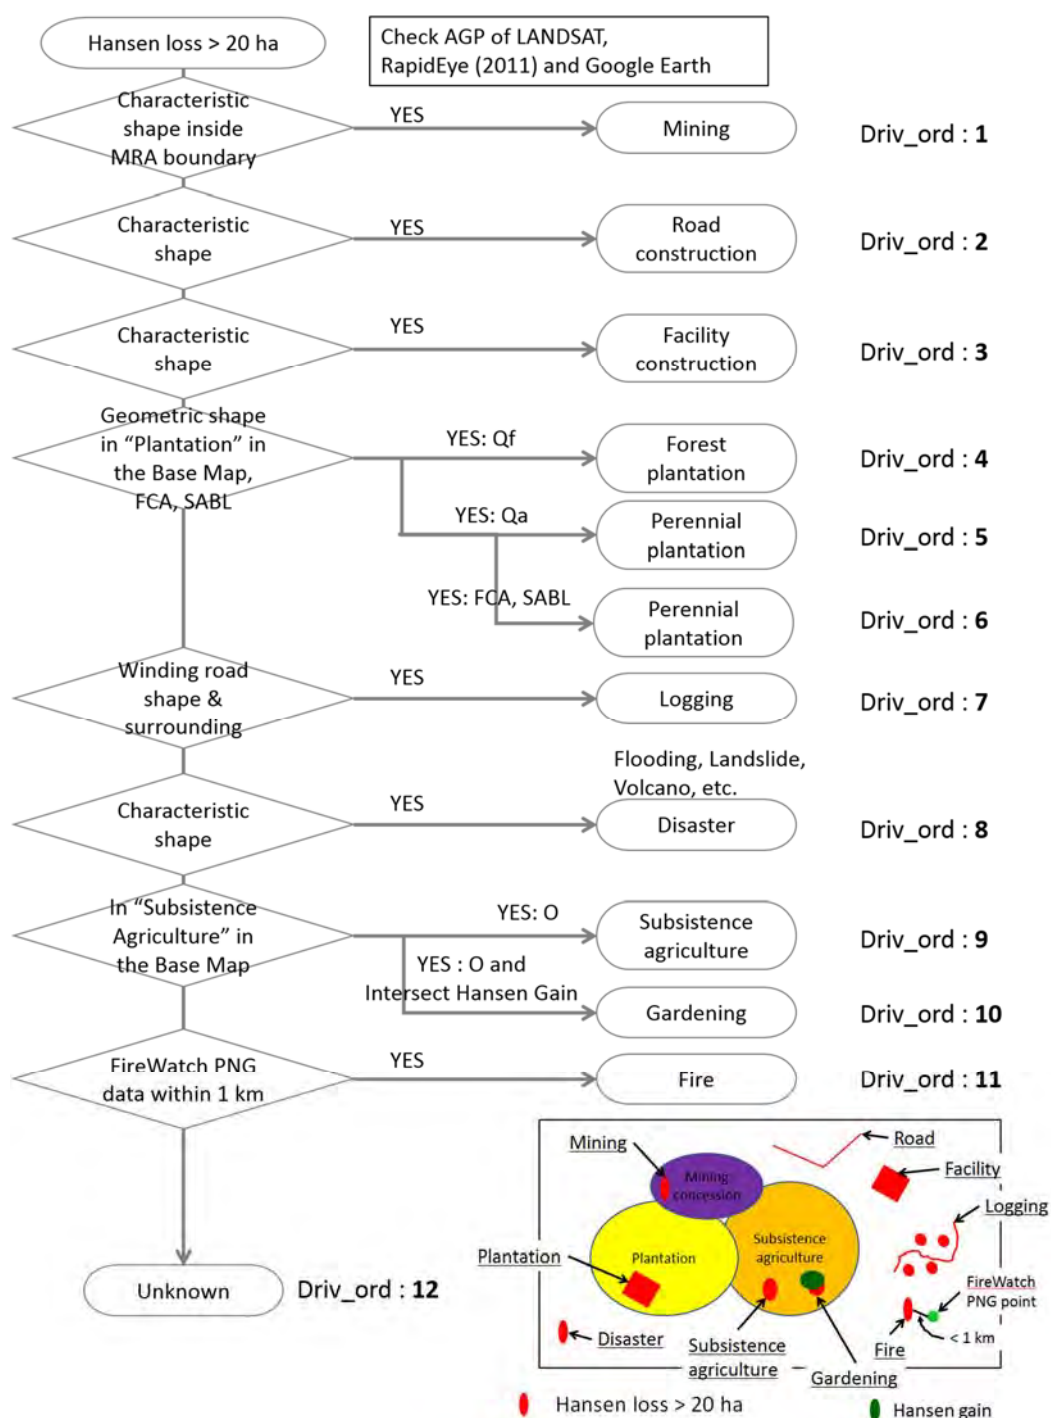 Hansen loss > 20 ha
Check AGP of LANDSAT,
RapidEye (2011) and Google Earth
Characteristic
shape inside
MRA boundary
YES
Mining
Driv_ord : 1
Characteristic
shape
YES
Road
construction
Driv_ord : 2
Characteristic
shape
YES
Facility
construction
Driv_ord : 3
Geometric shape
in “Plantation” in
the Base Map,
FCA, SABL
YES: Qf
Forest
plantation
Driv_ord : 4
YES: Qa
Perennial
plantation
Driv_ord : 5
YES: FCA, SABL
Perennial
plantation
Driv_ord : 6
Winding road
shape &
surrounding
YES
Logging
Driv_ord : 7
Flooding, Landslide,
Volcano, etc.
Characteristic
shape
YES
Disaster
Driv_ord : 8
In “Subsistence
Agriculture” in
the Base Map
YES: O
Subsistence
agriculture
Driv_ord : 9
YES : O and
Intersect Hansen Gain
Gardening
Driv_ord : 10
FireWatch PNG
data within 1 km
YES
Fire
Driv_ord : 11
Unknown
Driv_ord : 12
Mining
Road
Mining
concession
Facility
Logging
Plantation
Plantation
Subsistence
agriculture
FireWatch
PNG point
< 1 km
Disaster
Subsistence
agriculture
Fire
Gardening
Hansen loss > 20 ha
Hansen gain